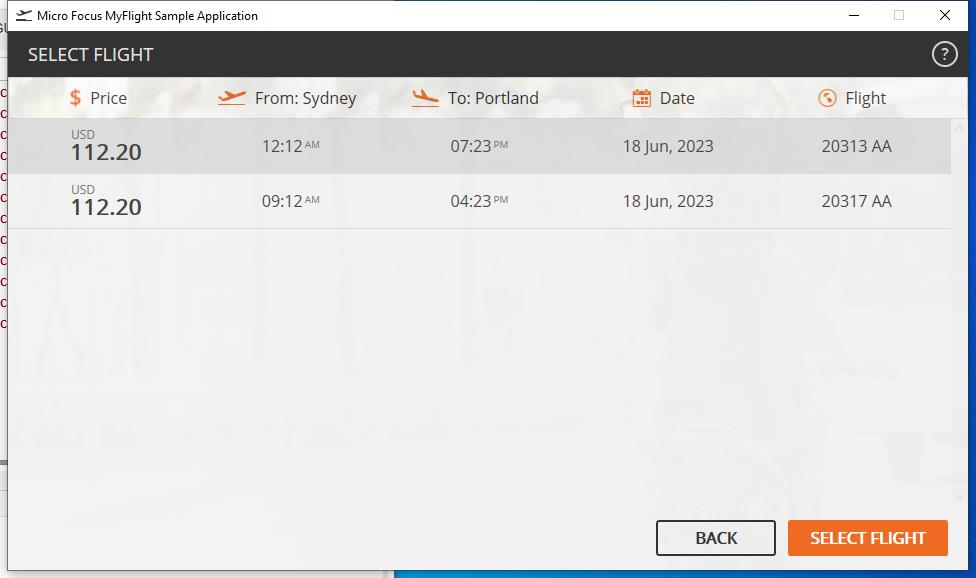 Micro Focus MyFlight Sample Application
SELECT FLIGHT ?
$ Price From: Sydney To: Portland Date Flight
USD
112.20 12:12 AM 07:23 PM 18 Jun, 2023 20313 AA
USD
112.20 09:12 AM 04:23 PM 18 Jun, 2023 20317 AA
BACK SELECT FLIGHT